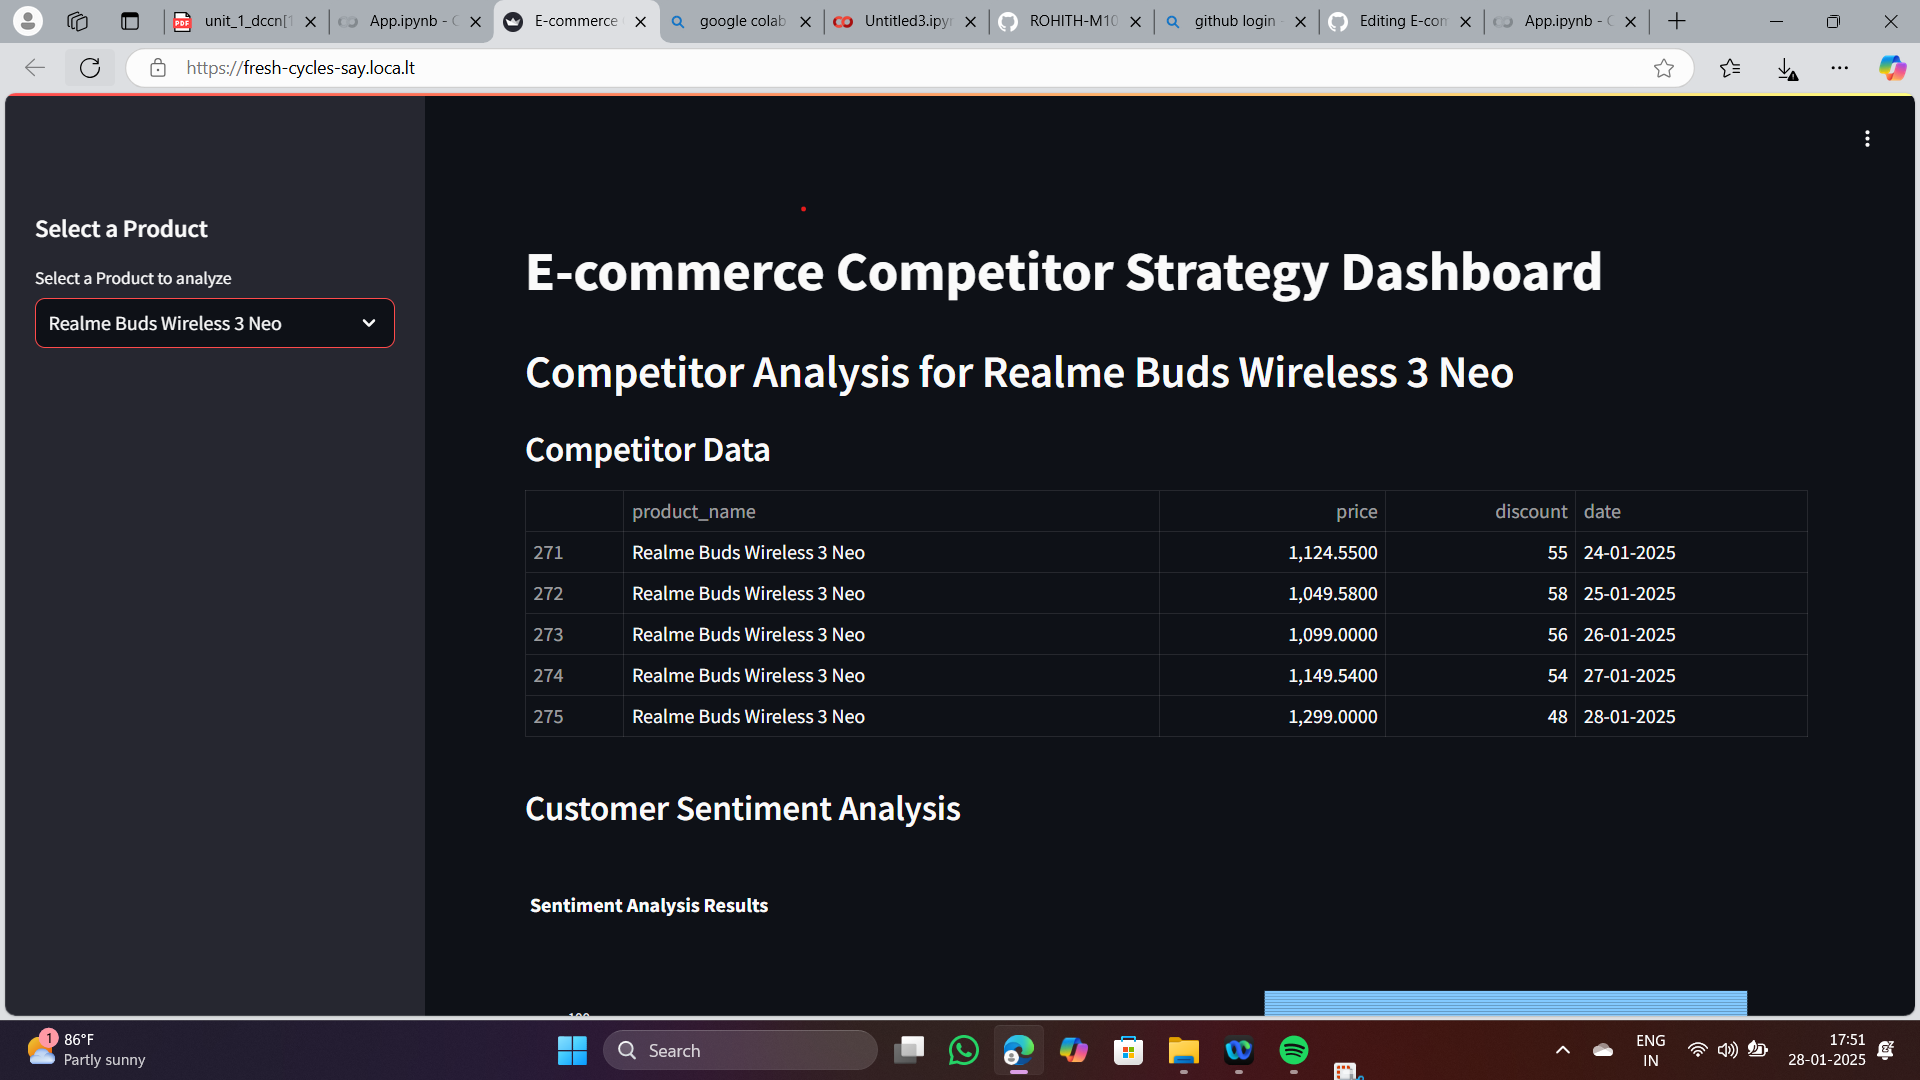 unit_1_dccn[1
App.ipynb - C
E-commerce
google colab
Untitled3.ipyn
ROHITH-M10
github login -
Editing E-com
App.ipynb - C
https://fresh-cycles-say.loca.lt
Select a Product
Select a Product to analyze
Realme Buds Wireless 3 Neo
E-commerce Competitor Strategy Dashboard
Competitor Analysis for Realme Buds Wireless 3 Neo
Competitor Data
product_name price discount date
271 Realme Buds Wireless 3 Neo 1,124.5500 55 24-01-2025
272 Realme Buds Wireless 3 Neo 1,049.5800 58 25-01-2025
273 Realme Buds Wireless 3 Neo 1,099.0000 56 26-01-2025
274 Realme Buds Wireless 3 Neo 1,149.5400 54 27-01-2025
275 Realme Buds Wireless 3 Neo 1,299.0000 48 28-01-2025
Customer Sentiment Analysis
Sentiment Analysis Results
1
86°F
Partly sunny
Search
ENG
IN
17:51
28-01-2025